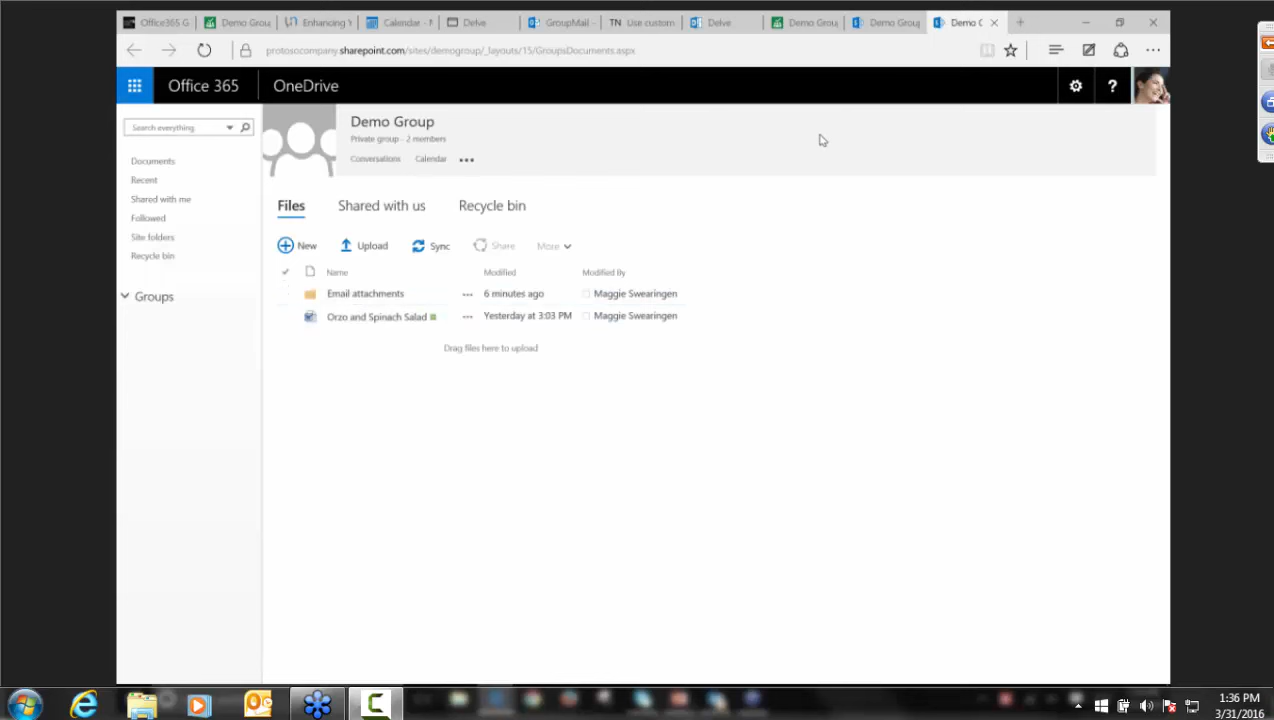 Office365 G
Demo Grou
Enhancing Y
Calendar - M
Delve
GroupMail -
TN Use custom
Delve
Demo Grou
Demo Group
Demo G
protosocompany.sharepoint.com/sites/demogroup/_layouts/15/GroupsDocuments.aspx
Office 365
OneDrive
?
Search everything
Demo Group
Private group - 2 members
Conversations Calendar
Documents
Recent
Shared with me
Followed
Site folders
Recycle bin
Groups
Files Shared with us Recycle bin
New Upload Sync Share More
Name Modified Modified By
Email attachments 6 minutes ago Maggie Swearingen
Orzo and Spinach Salad Yesterday at 3:03 PM Maggie Swearingen
Drag files here to upload
1:36 PM
3/31/2016